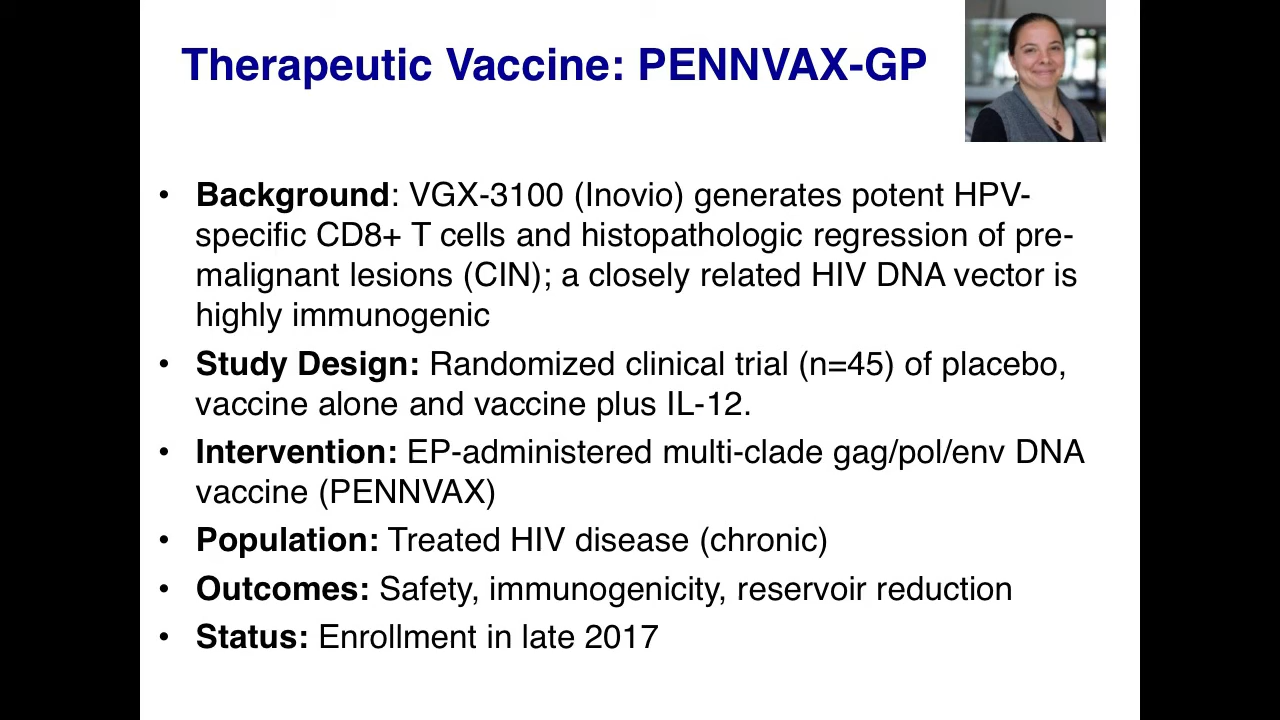 Therapeutic Vaccine: PENNVAX-GP
• Background: VGX-3100 (Inovio) generates potent HPV-
specific CD8+ T cells and histopathologic regression of pre-
malignant lesions (CIN); a closely related HIV DNA vector is
highly immunogenic
• Study Design: Randomized clinical trial (n=45) of placebo,
vaccine alone and vaccine plus IL-12.
• Intervention: EP-administered multi-clade gag/pol/env DNA
vaccine (PENNVAX)
• Population: Treated HIV disease (chronic)
• Outcomes: Safety, immunogenicity, reservoir reduction
• Status: Enrollment in late 2017